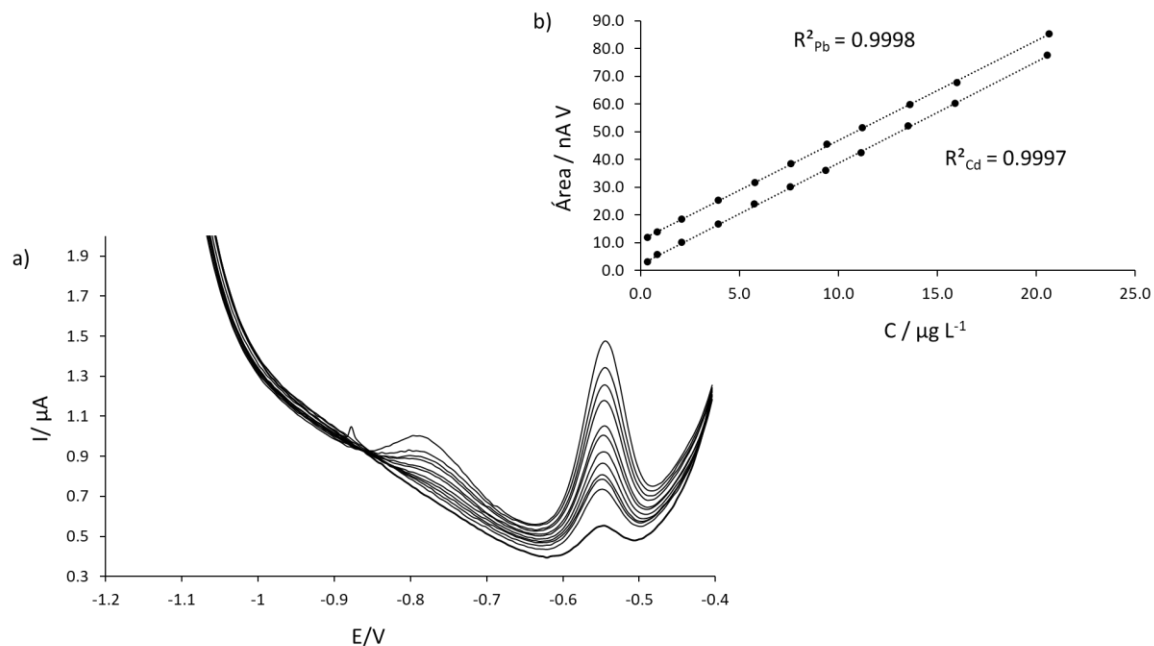 b)
90.0
80.0
70.0
60.0
50.0
40.0
30.0
20.0
10.0
0.0
Área / nA V
R²Pb = 0.9998
R²Cd = 0.9997
0.0 5.0 10.0 15.0 20.0 25.0
C / µg L⁻¹
a)
1.9
1.7
1.5
1.3
1.1
0.9
0.7
0.5
0.3
I/ µA
-1.2 -1.1 -1 -0.9 -0.8 -0.7 -0.6 -0.5 -0.4
E/V